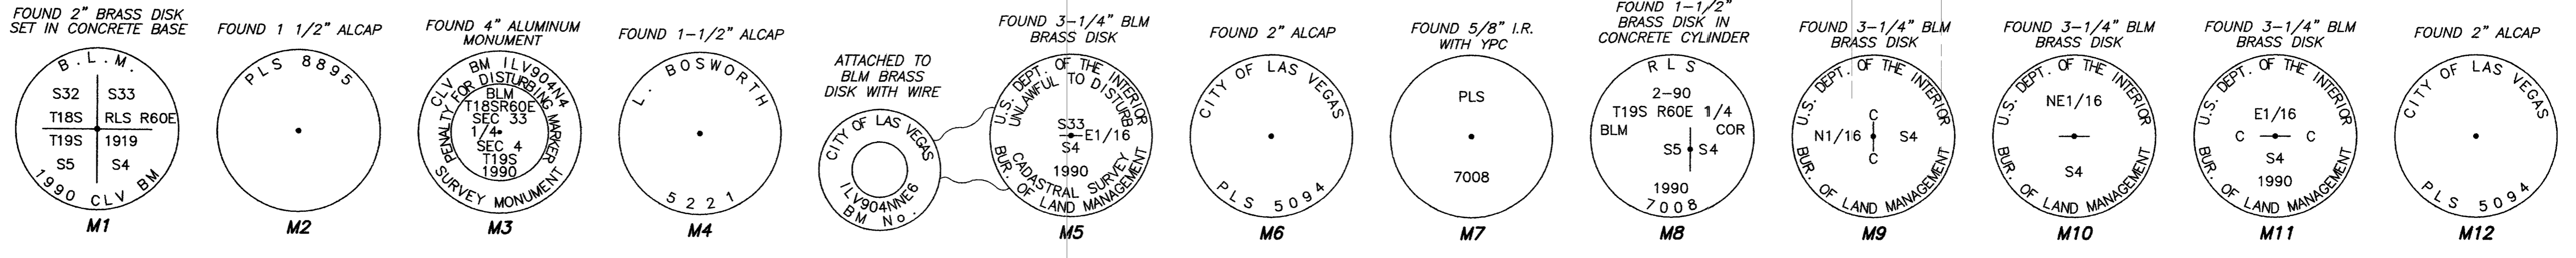 FOUND 2" BRASS DISK
SET IN CONCRETE BASE
B.L.M.
S32 S33
T18S RLS R60E
T19S 1919
S5 S4
1990 CLV BM
M1
FOUND 1 1/2" ALCAP
PLS 8895
M2
FOUND 4" ALUMINUM
MONUMENT
CLV BM ILV904N4
PENALTY FOR DISTURBING MARKER
BLM
T18SR60E
SEC 33
1/4
SEC 4
T19S
1990
SURVEY MONUMENT
M3
FOUND 1-1/2" ALCAP
L. BOSWORTH
5221
M4
ATTACHED TO
BLM BRASS
DISK WITH WIRE
CITY OF LAS VEGAS
ILV904NNE6
BM No.
FOUND 3-1/4" BLM
BRASS DISK
U.S. DEPT. OF THE INTERIOR
UNLAWFUL TO DISTURB
S33
E1/16
S4
1990
CADASTRAL SURVEY
BUR. OF LAND MANAGEMENT
M5
FOUND 2" ALCAP
CITY OF LAS VEGAS
PLS 5094
M6
FOUND 5/8" I.R.
WITH YPC
PLS
7008
M7
FOUND 1-1/2"
BRASS DISK IN
CONCRETE CYLINDER
RLS
2-90
T19S R60E 1/4
BLM COR
S5 S4
1990
7008
M8
FOUND 3-1/4" BLM
BRASS DISK
U.S. DEPT. OF THE INTERIOR
C
N1/16 S4
C
BUR. OF LAND MANAGEMENT
M9
FOUND 3-1/4" BLM
BRASS DISK
U.S. DEPT. OF THE INTERIOR
NE1/16
S4
BUR. OF LAND MANAGEMENT
M10
FOUND 3-1/4" BLM
BRASS DISK
U.S. DEPT. OF THE INTERIOR
E1/16
C C
S4
1990
BUR. OF LAND MANAGEMENT
M11
FOUND 2" ALCAP
CITY OF LAS VEGAS
PLS 5094
M12